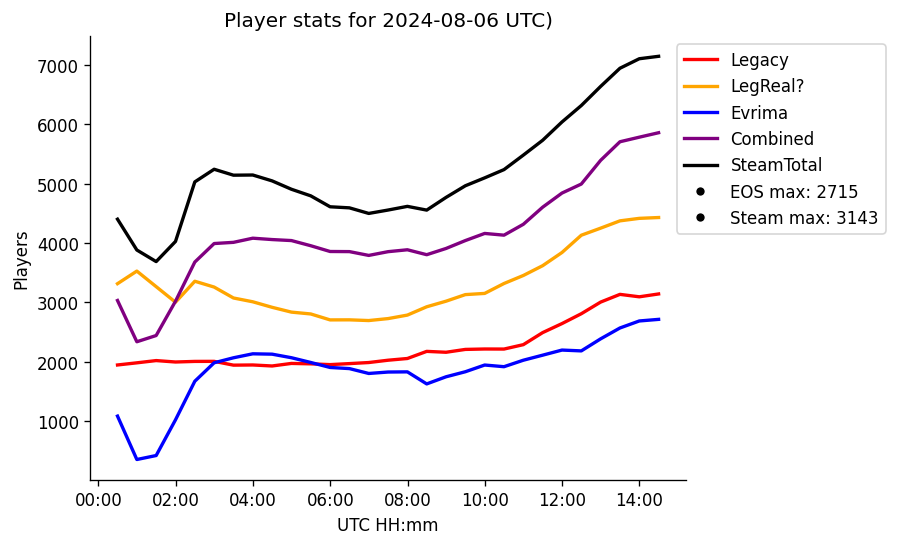 Player stats for 2024-08-06 UTC)
Legacy
LegReal?
Evrima
Combined
SteamTotal
EOS max: 2715
Steam max: 3143
Players
7000
6000
5000
4000
3000
2000
1000
00:00 02:00 04:00 06:00 08:00 10:00 12:00 14:00
UTC HH:mm